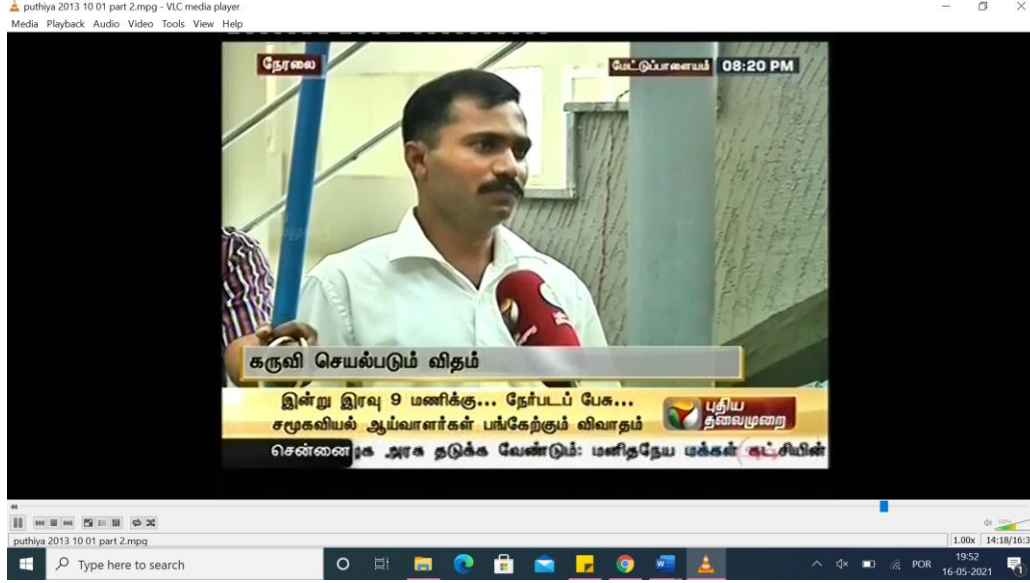 puthiya 2013 10 01 part 2.mpg - VLC media player
Media Playback Audio Video Tools View Help
நேரலை
மேட்டுப்பாளையம் 08:20 PM
கருவி செயல்படும் விதம்
இன்று இரவு 9 மணிக்கு... நேர்படப் பேசு...
சமூகவியல் ஆய்வாளர்கள் பங்கேற்கும் விவாதம்
புதிய
தலைமுறை
சென்னை ழக அரசு தடுக்க வேண்டும்: மனிதநேய மக்கள் கட்சியின்
100%
puthiya 2013 10 01 part 2.mpg 1.00x 14:18/16:3
Type here to search
POR
19:52
16-05-2021